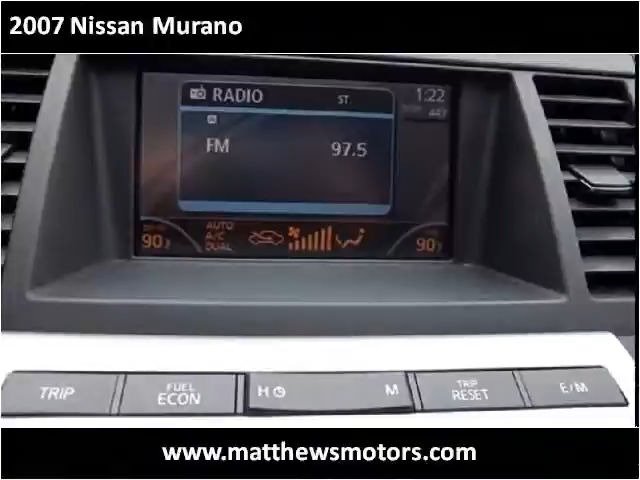 2007 Nissan Murano
RADIO ST 1:22
A
FM 97.5
AUTO
A/C
DUAL
90 90
TRIP FUEL ECON H M TRIP RESET E/M
www.matthewsmotors.com